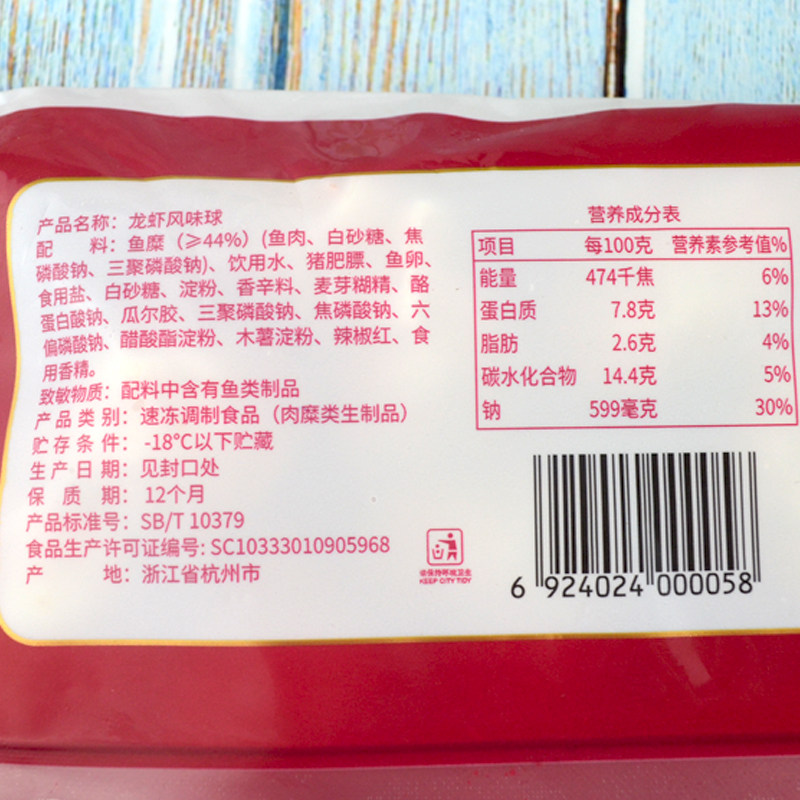 产品名称：龙虾风味球
配 料：鱼糜（≥44%）(鱼肉、白砂糖、焦
磷酸钠、三聚磷酸钠)、饮用水、猪肥膘、鱼卵、
食用盐、白砂糖、淀粉、香辛料、麦芽糊精、酪
蛋白酸钠、瓜尔胶、三聚磷酸钠、焦磷酸钠、六
偏磷酸钠、醋酸酯淀粉、木薯淀粉、辣椒红、食
用香精。
致敏物质：配料中含有鱼类制品
产品类别：速冻调制食品（肉糜类生制品）
贮存条件：-18°C以下贮藏
生产日期：见封口处
保 质 期：12个月
产品标准号：SB/T 10379
食品生产许可证编号: SC10333010905968
产 地：浙江省杭州市
营养成分表
项目 每100克 营养素参考值%
能量 474千焦 6%
蛋白质 7.8克 13%
脂肪 2.6克 4%
碳水化合物 14.4克 5%
钠 599毫克 30%
保持环境卫生
KEEP CITY TIDY
6 924024 000058